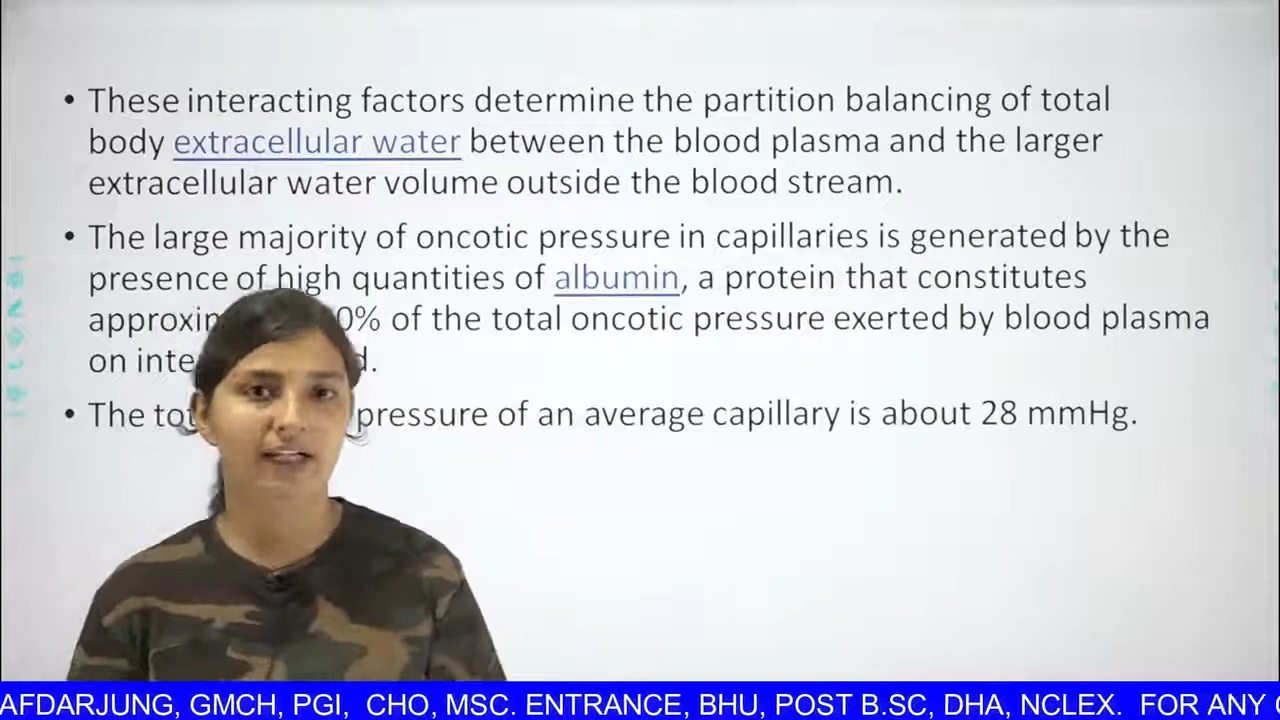 • These interacting factors determine the partition balancing of total
body extracellular water between the blood plasma and the larger
extracellular water volume outside the blood stream.
• The large majority of oncotic pressure in capillaries is generated by the
presence of high quantities of albumin, a protein that constitutes
of the total oncotic pressure exerted by blood plasma
on
• The pressure of an average capillary is about 28 mmHg.
AFDARJUNG, GMCH, PGI, CHO, MSC. ENTRANCE, BHU, POST B.SC, DHA, NCLEX. FOR ANY